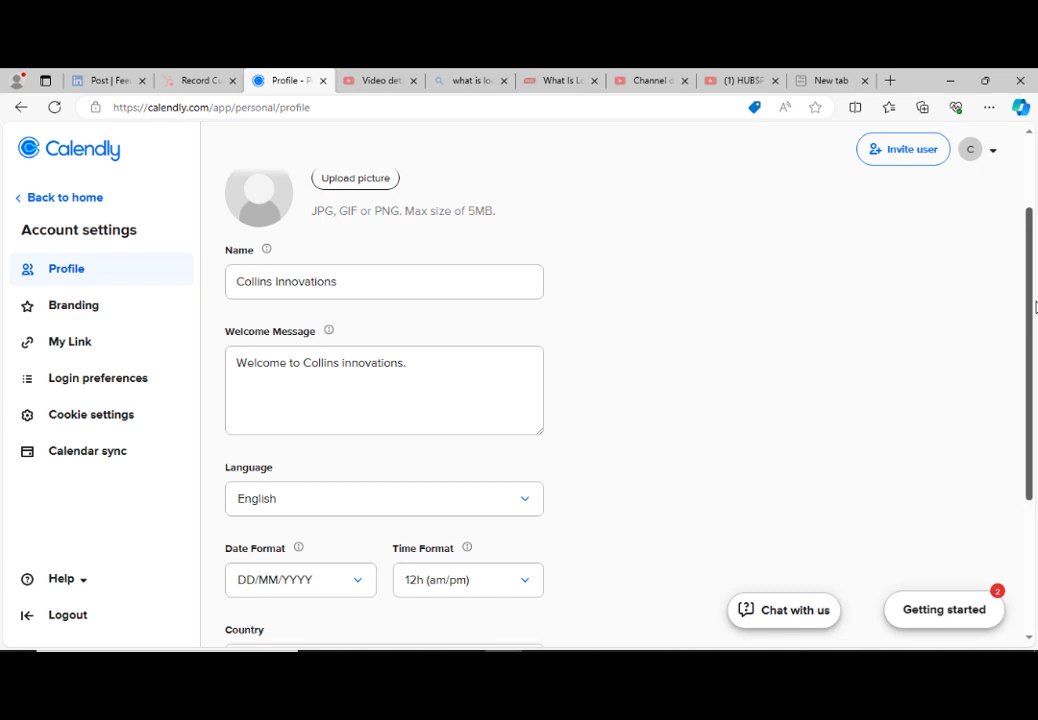 Post | Fee
Record Cu
Profile - P
Video det
what is lo
What Is Lo
Channel d
(1) HUBSP
New tab
https://calendly.com/app/personal/profile
Calendly
Invite user
C
Back to home
Account settings
Profile
Branding
My Link
Login preferences
Cookie settings
Calendar sync
Help
Logout
Upload picture
JPG, GIF or PNG. Max size of 5MB.
Name
Collins Innovations
Welcome Message
Welcome to Collins innovations.
Language
English
Date Format
Time Format
DD/MM/YYYY
12h (am/pm)
Country
Chat with us
Getting started
2